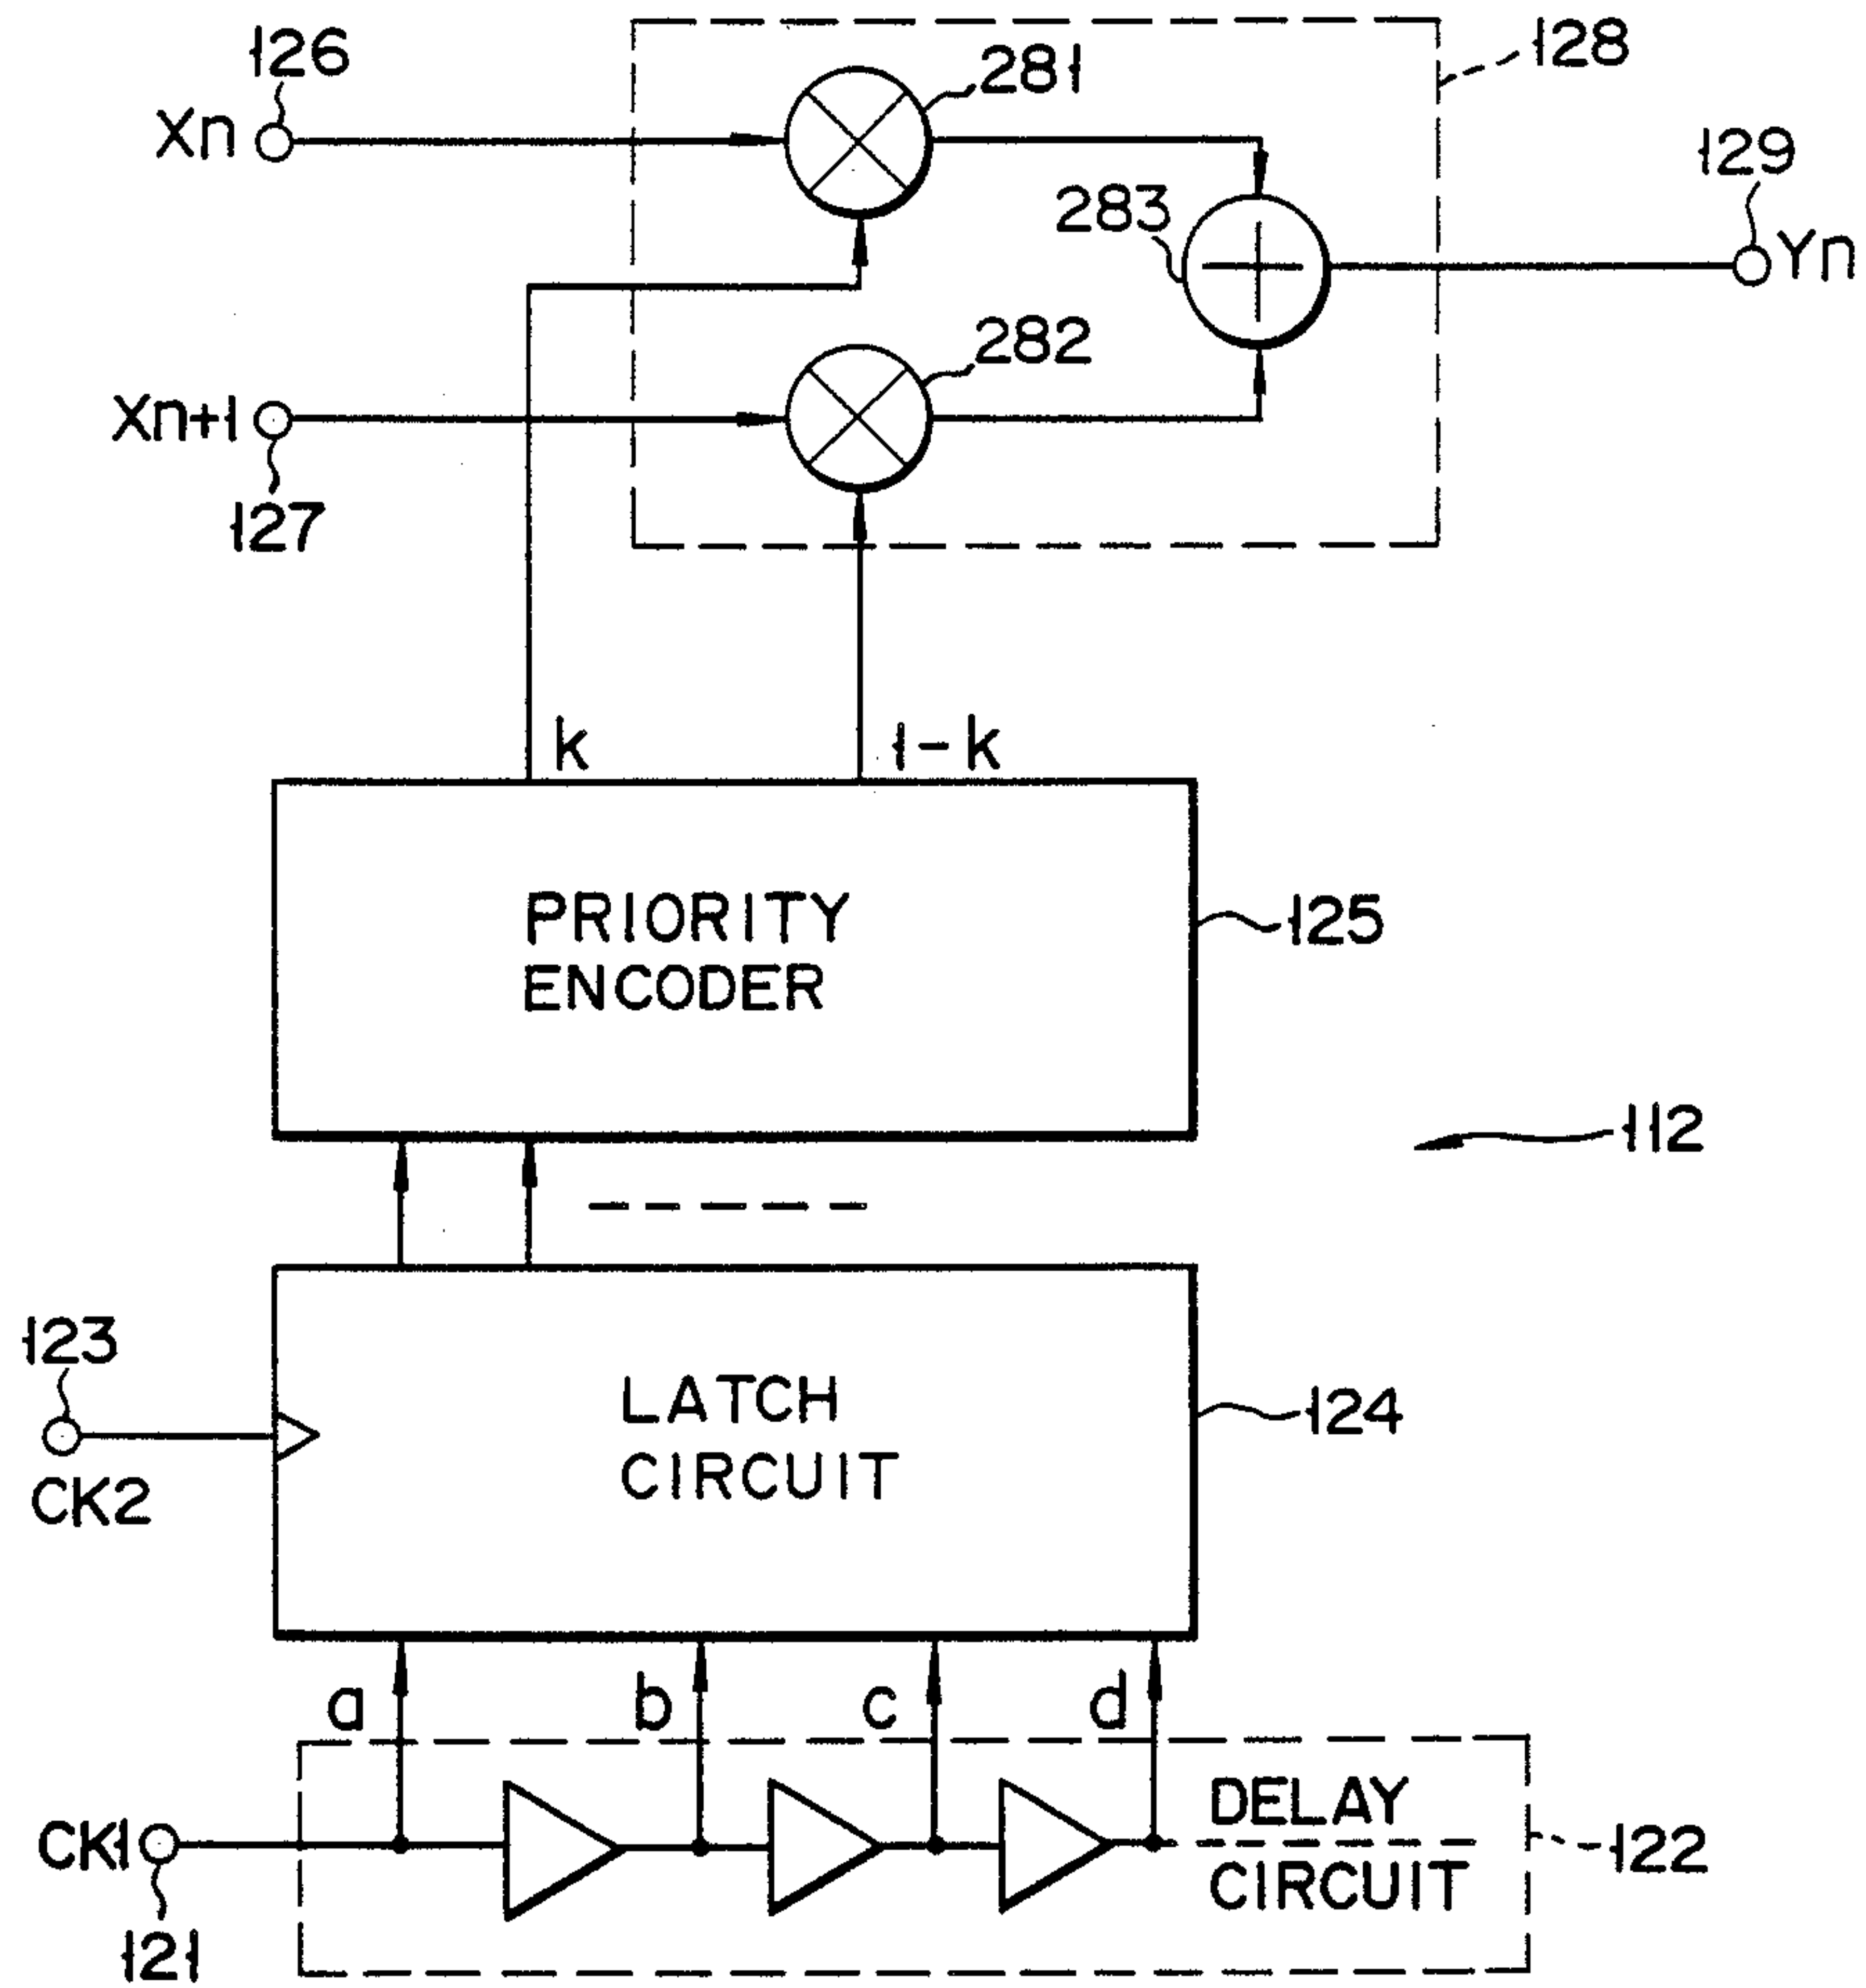 126
281
128
Xn
129
283
Yn
282
Xn+1
127
k
1-k
PRIORITY
ENCODER
125
112
123
LATCH
CIRCUIT
124
CK2
a
b
c
d
DELAY
CIRCUIT
CK1
122
121